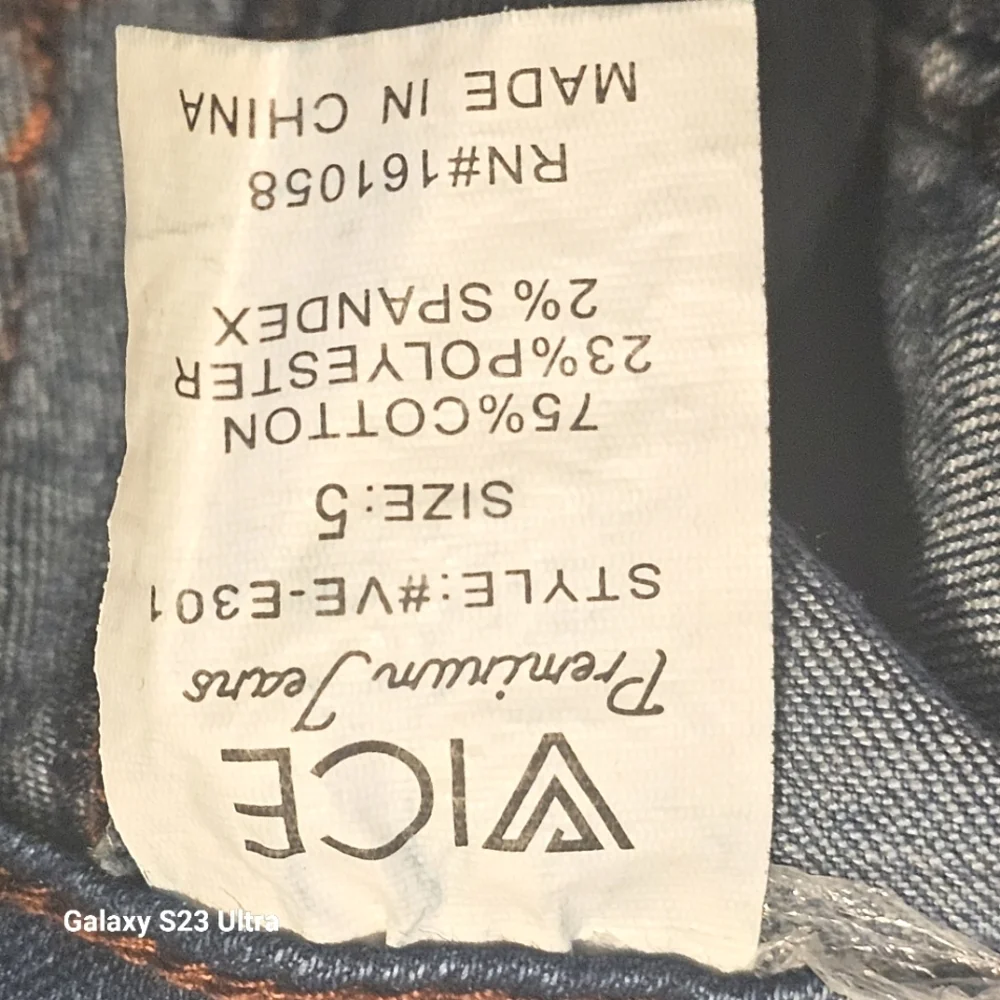 VICE
Premium Jeans
STYLE:#VE-E301
SIZE:5
75%COTTON
23%POLYESTER
2% SPANDEX
RN#161058
MADE IN CHINA
Galaxy S23 Ultra